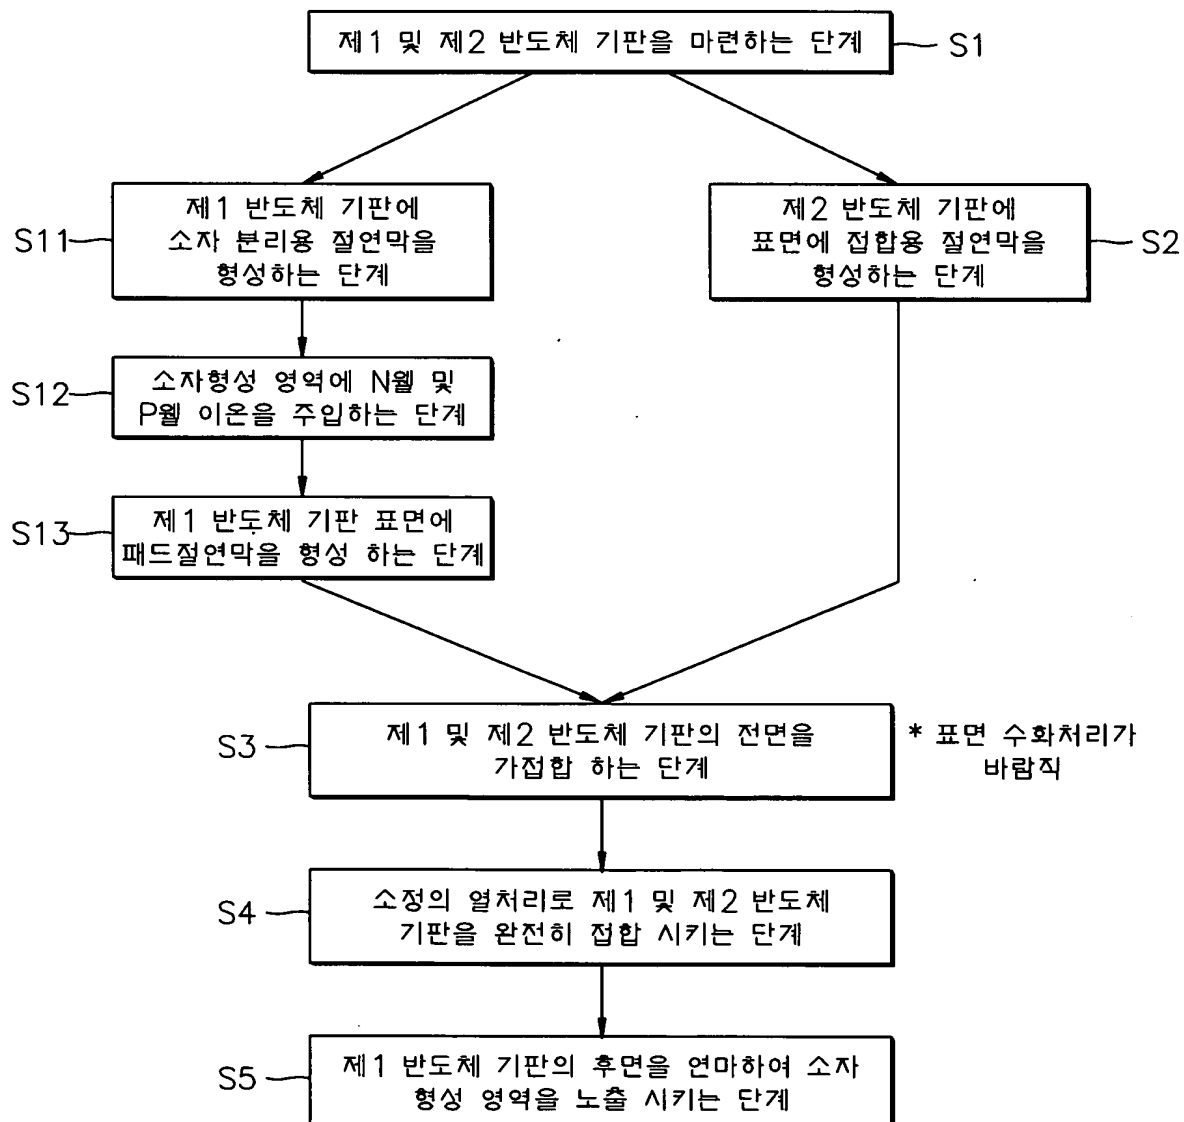 제1 및 제2 반도체 기판을 마련하는 단계
S1
제1 반도체 기판에
소자 분리용 절연막을
형성하는 단계
S11
제2 반도체 기판에
표면에 접합용 절연막을
형성하는 단계
S2
소자형성 영역에 N웰 및
P웰 이온을 주입하는 단계
S12
제1 반도체 기판 표면에
패드절연막을 형성 하는 단계
S13
제1 및 제2 반도체 기판의 전면을
가접합 하는 단계
S3
* 표면 수화처리가
바람직
소정의 열처리로 제1 및 제2 반도체
기판을 완전히 접합 시키는 단계
S4
제1 반도체 기판의 후면을 연마하여 소자
형성 영역을 노출 시키는 단계
S5